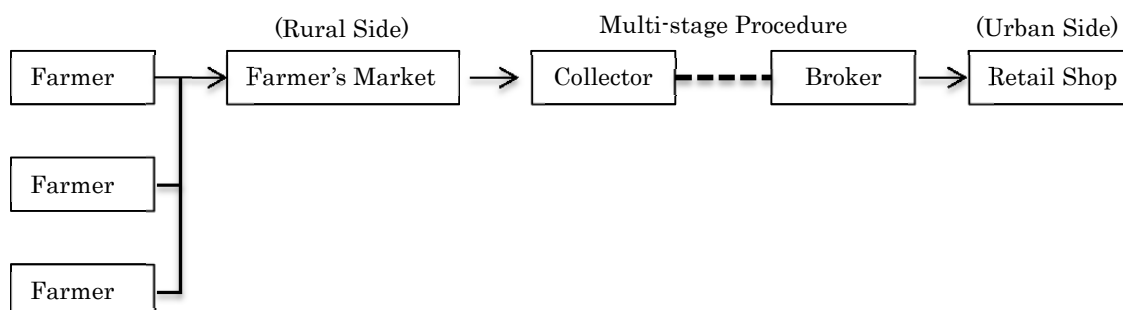 (Rural Side)
Multi-stage Procedure
(Urban Side)
Farmer
Farmer’s Market
Collector
Broker
Retail Shop
Farmer
Farmer